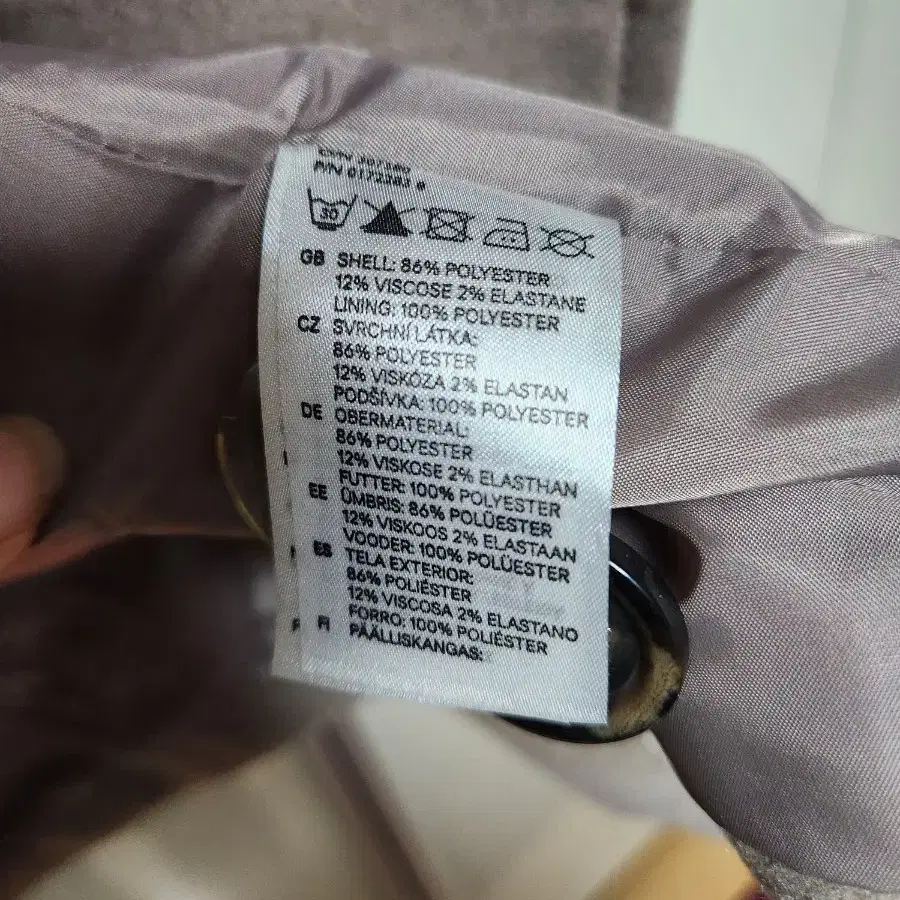 30
GB SHELL: 86% POLYESTER
12% VISCOSE 2% ELASTANE
LINING: 100% POLYESTER
CZ SVRCHNÍ LÁTKA:
86% POLYESTER
12% VISKÓZA 2% ELASTAN
PODŠÍVKA: 100% POLYESTER
DE OBERMATERIAL:
86% POLYESTER
12% VISKOSE 2% ELASTHAN
FUTTER: 100% POLYESTER
EE ÜMBRIS: 86% POLÜESTER
12% VISKOOS 2% ELASTAAN
VOODER: 100% POLÜESTER
ES TELA EXTERIOR:
86% POLIÉSTER
12% VISCOSA 2% ELASTANO
FORRO: 100% POLIÉSTER
FI PÄÄLLISKANGAS: